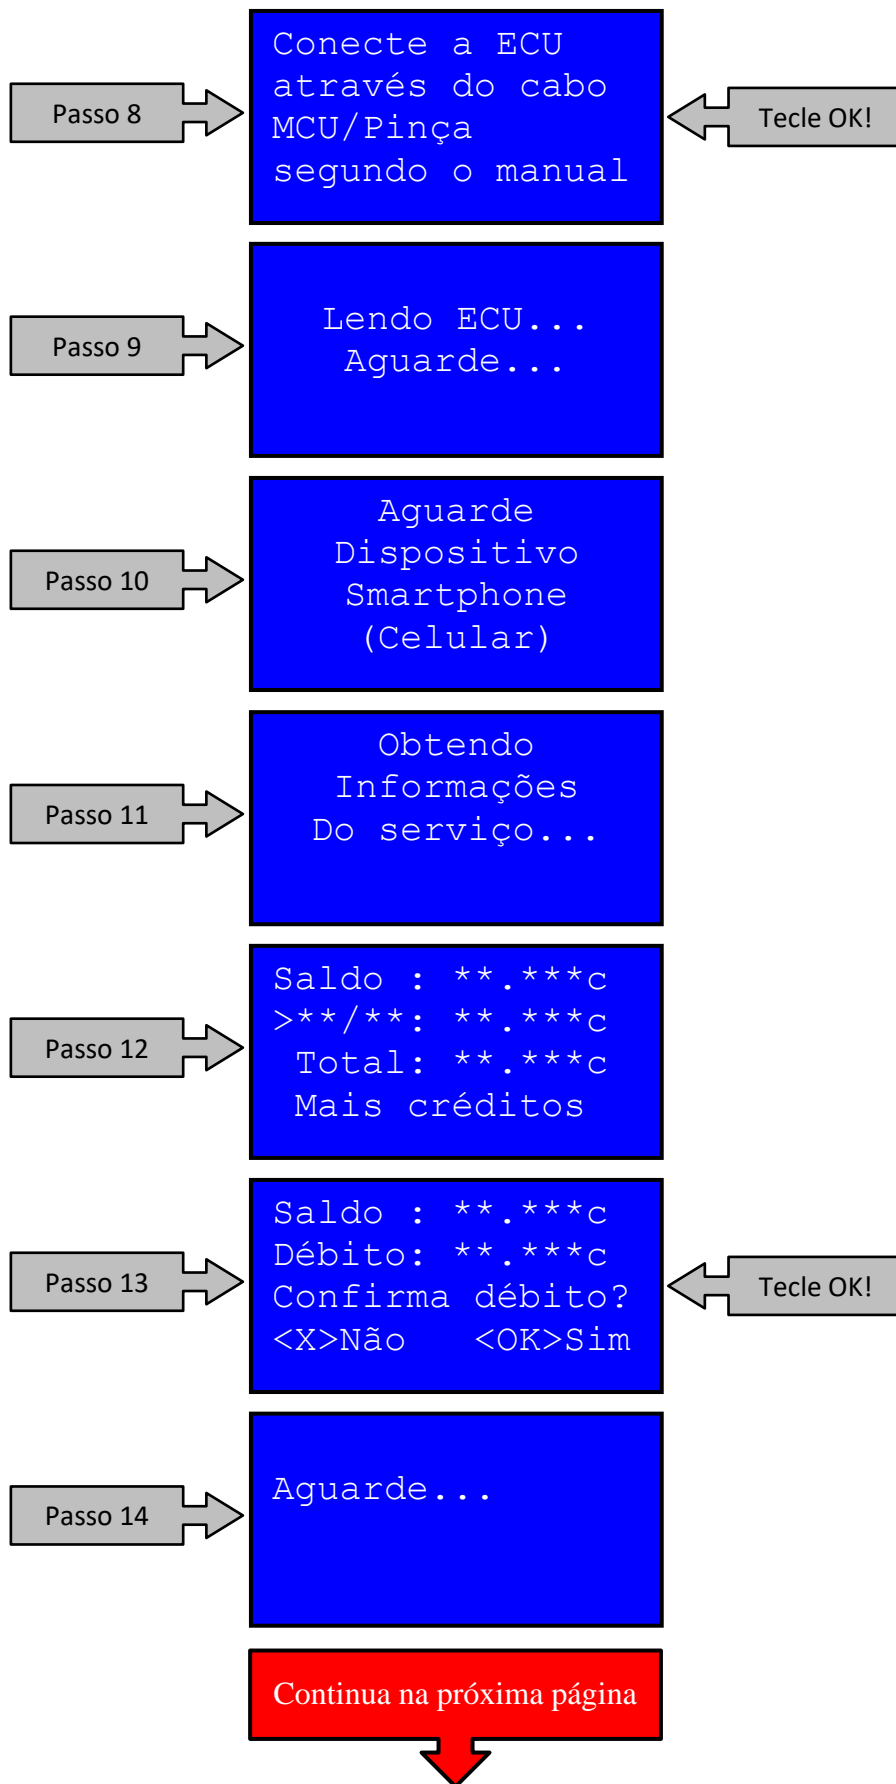 Passo 8
Conecte a ECU
através do cabo
MCU/Pinça
segundo o manual
Tecle OK!
Passo 9
Lendo ECU...
Aguarde...
Passo 10
Aguarde
Dispositivo
Smartphone
(Celular)
Passo 11
Obtendo
Informações
Do serviço...
Passo 12
Saldo : **.***c
>**/**: **.***c
Total: **.***c
Mais créditos
Passo 13
Saldo : **.***c
Débito: **.***c
Confirma débito?
<X>Não <OK>Sim
Tecle OK!
Passo 14
Aguarde...
Continua na próxima página